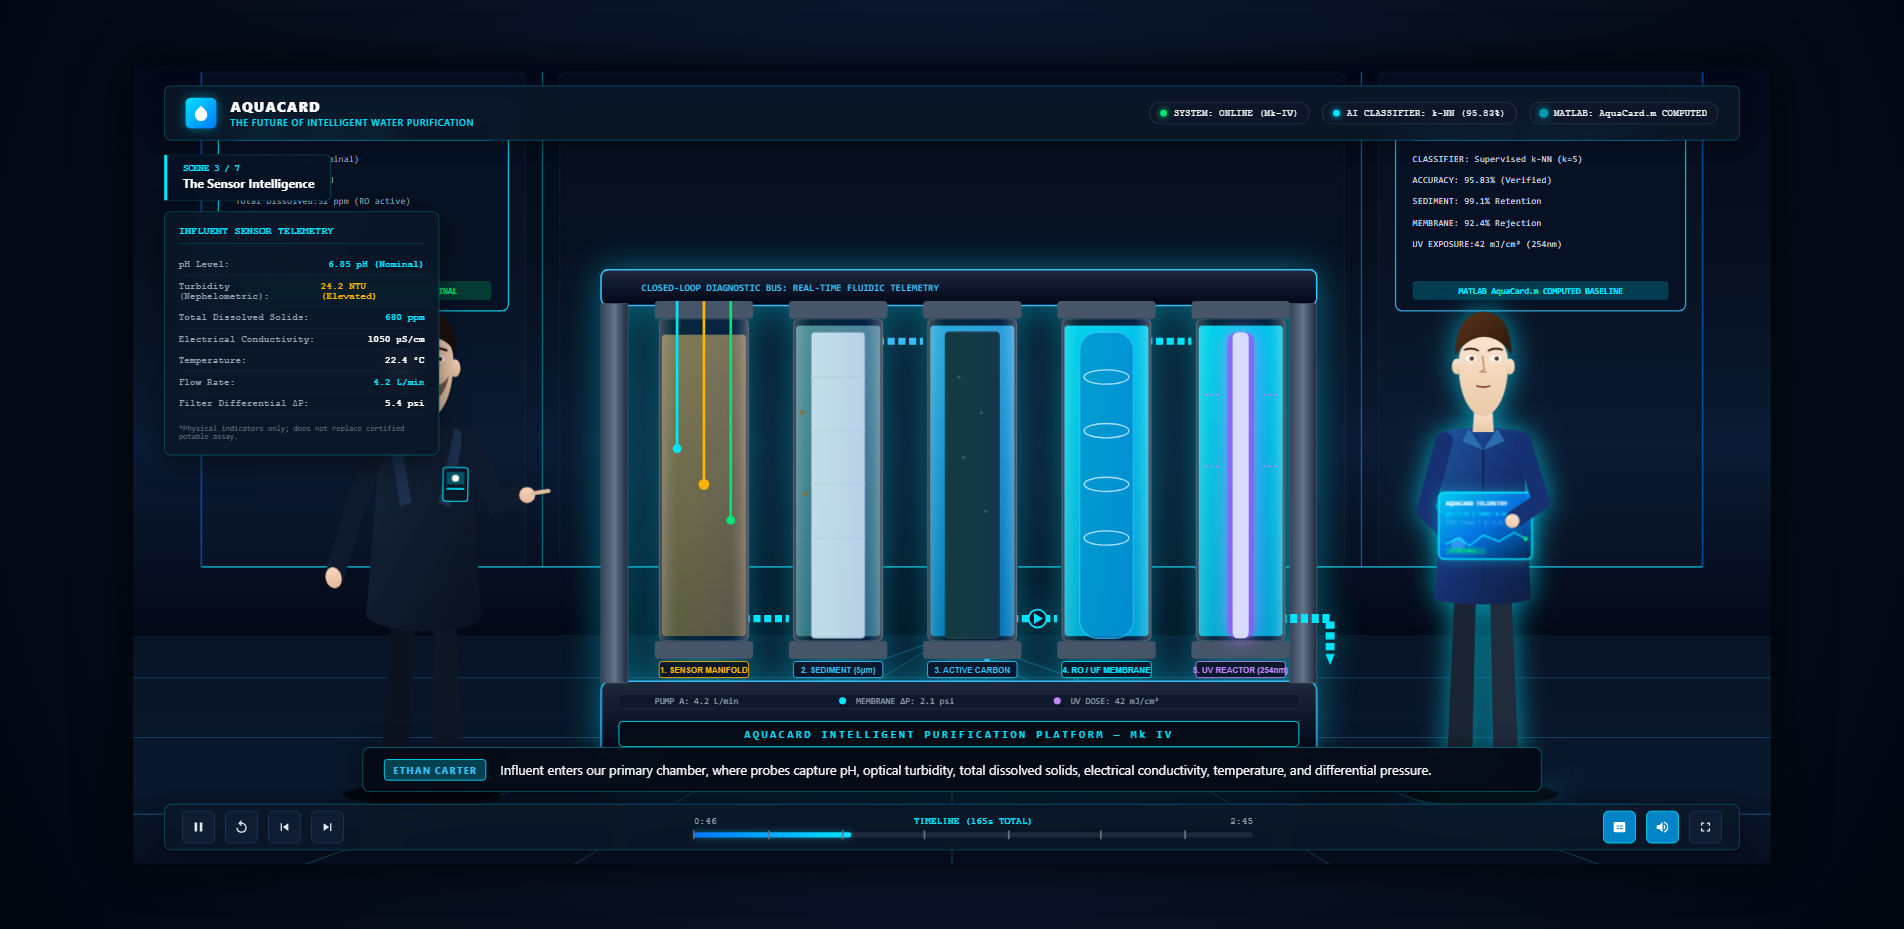 AQUACARD
THE FUTURE OF INTELLIGENT WATER PURIFICATION
SYSTEM: ONLINE (Mk-IV)
AI CLASSIFIER: k-NN (95.83%)
MATLAB: AquaCard.m COMPUTED
SCENE 3 / 7
The Sensor Intelligence
ppm (RO active)
INFLUENT SENSOR TELEMETRY
pH Level: 6.85 pH (Nominal)
Turbidity (Nephelometric): 24.2 NTU (Elevated)
Total Dissolved Solids: 680 ppm
Electrical Conductivity: 1050 µS/cm
Temperature: 22.4 °C
Flow Rate: 4.2 L/min
Filter Differential ΔP: 5.4 psi
*Physical indicators only; does not replace certified
potable assay.
CLASSIFIER: Supervised k-NN (k=5)
ACCURACY: 95.83% (Verified)
SEDIMENT: 99.1% Retention
MEMBRANE: 92.4% Rejection
UV EXPOSURE:42 mJ/cm² (254nm)
MATLAB AquaCard.m COMPUTED BASELINE
CLOSED-LOOP DIAGNOSTIC BUS: REAL-TIME FLUIDIC TELEMETRY
1. SENSOR MANIFOLD
2. SEDIMENT (5µm)
3. ACTIVE CARBON
4. RO / UF MEMBRANE
5. UV REACTOR (254nm)
AQUACARD TELEMETRY
PUMP A: 4.2 L/min
MEMBRANE ΔP: 2.1 psi
UV DOSE: 42 mJ/cm²
AQUACARD INTELLIGENT PURIFICATION PLATFORM — Mk IV
ETHAN CARTER
Influent enters our primary chamber, where probes capture pH, optical turbidity, total dissolved solids, electrical conductivity, temperature, and differential pressure.
0:46
TIMELINE (165s TOTAL)
2:45